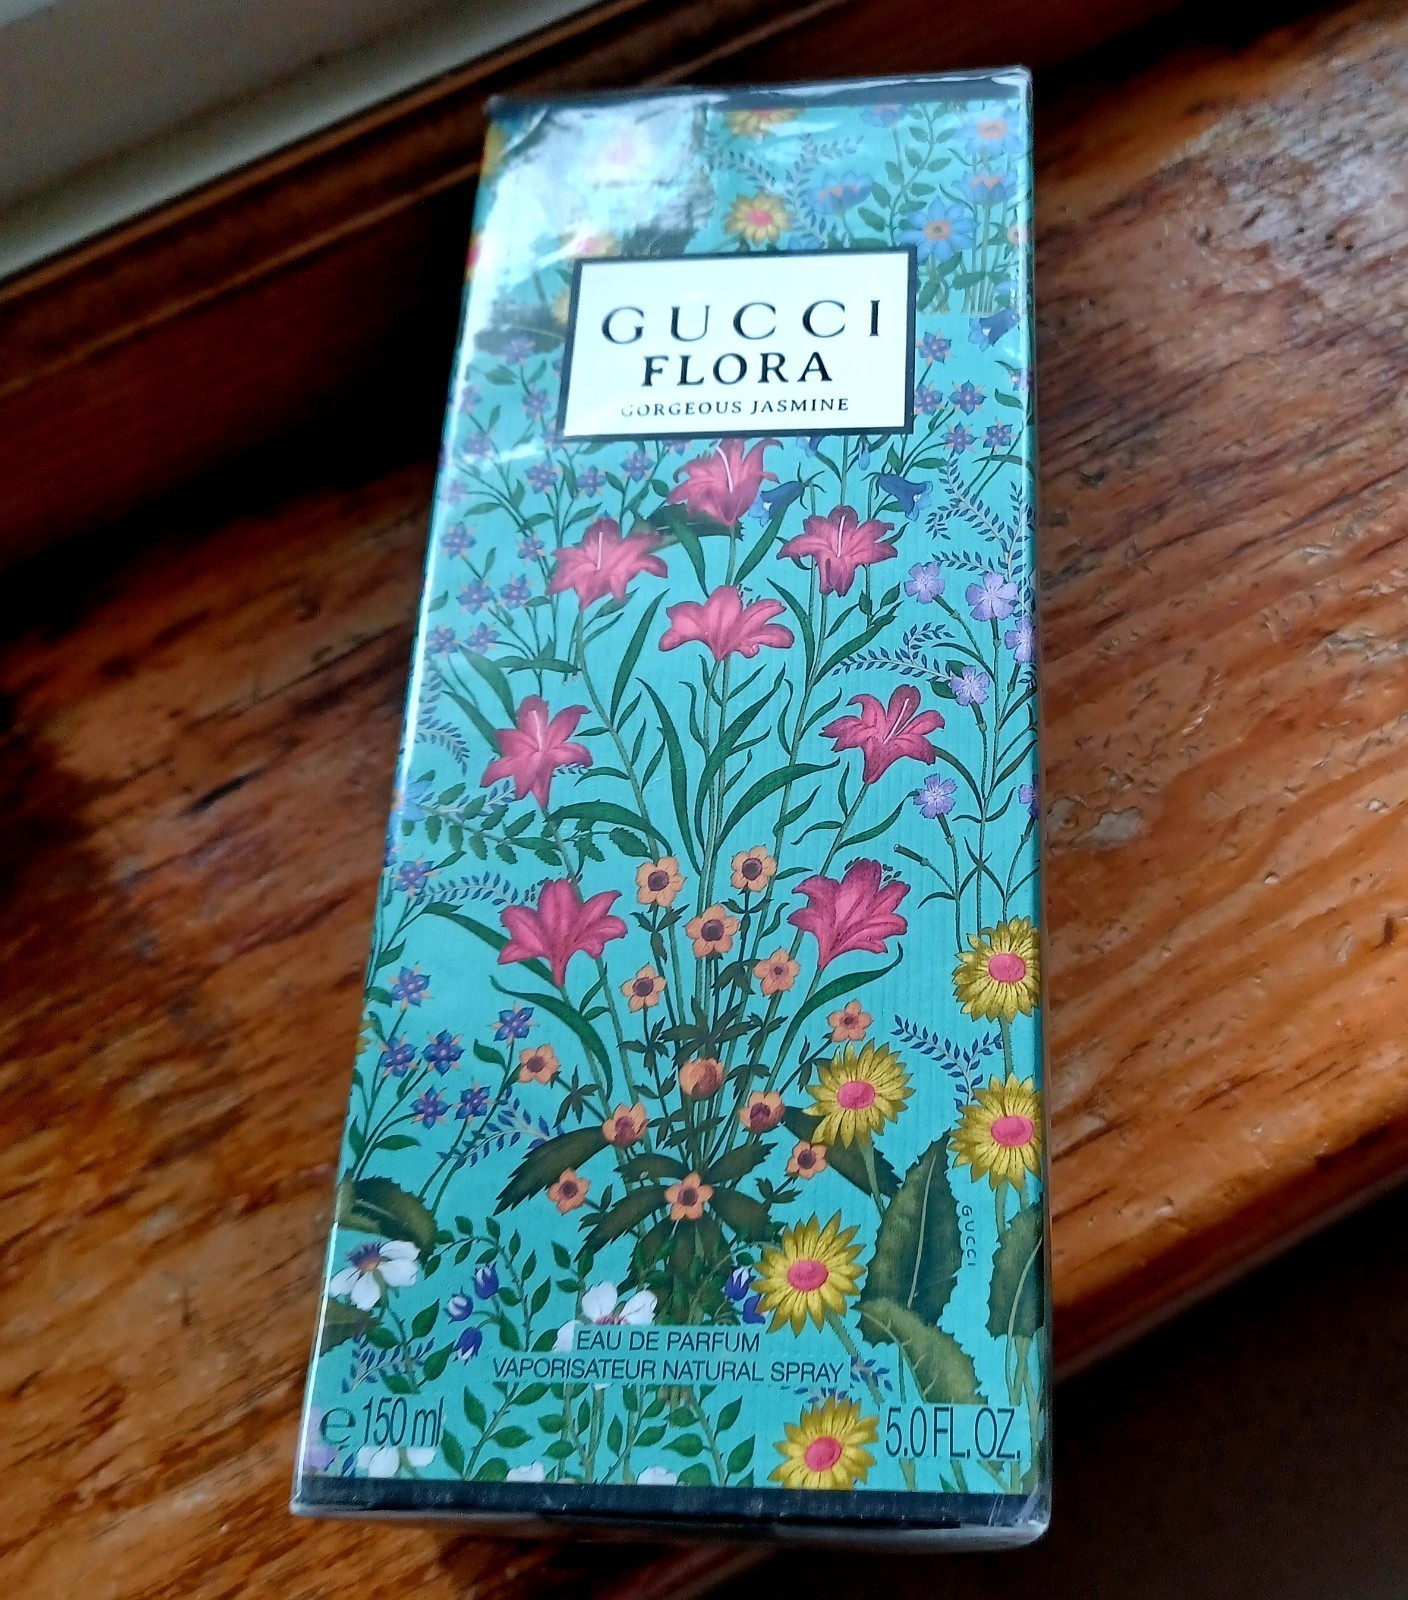 GUCCI
FLORA
GORGEOUS JASMINE
GUCCI
EAU DE PARFUM
VAPORISATEUR NATURAL SPRAY
℮ 150 ml
5.0 FL. OZ.